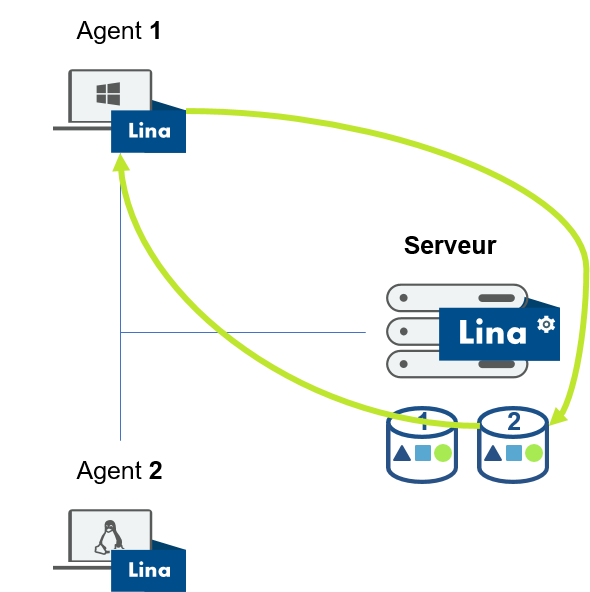 Agent 1
Lina
Serveur
Lina
1
2
Agent 2
Lina